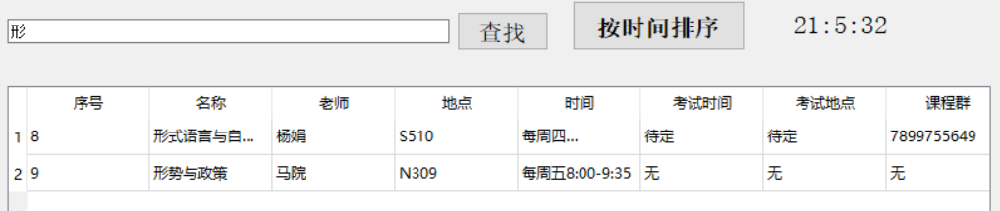 形 查找 按时间排序 21:5:32
序号 名称 老师 地点 时间 考试时间 考试地点 课程群
1 8 形式语言与自... 杨娟 S510 每周四... 待定 待定 7899755649
2 9 形势与政策 马院 N309 每周五8:00-9:35 无 无 无